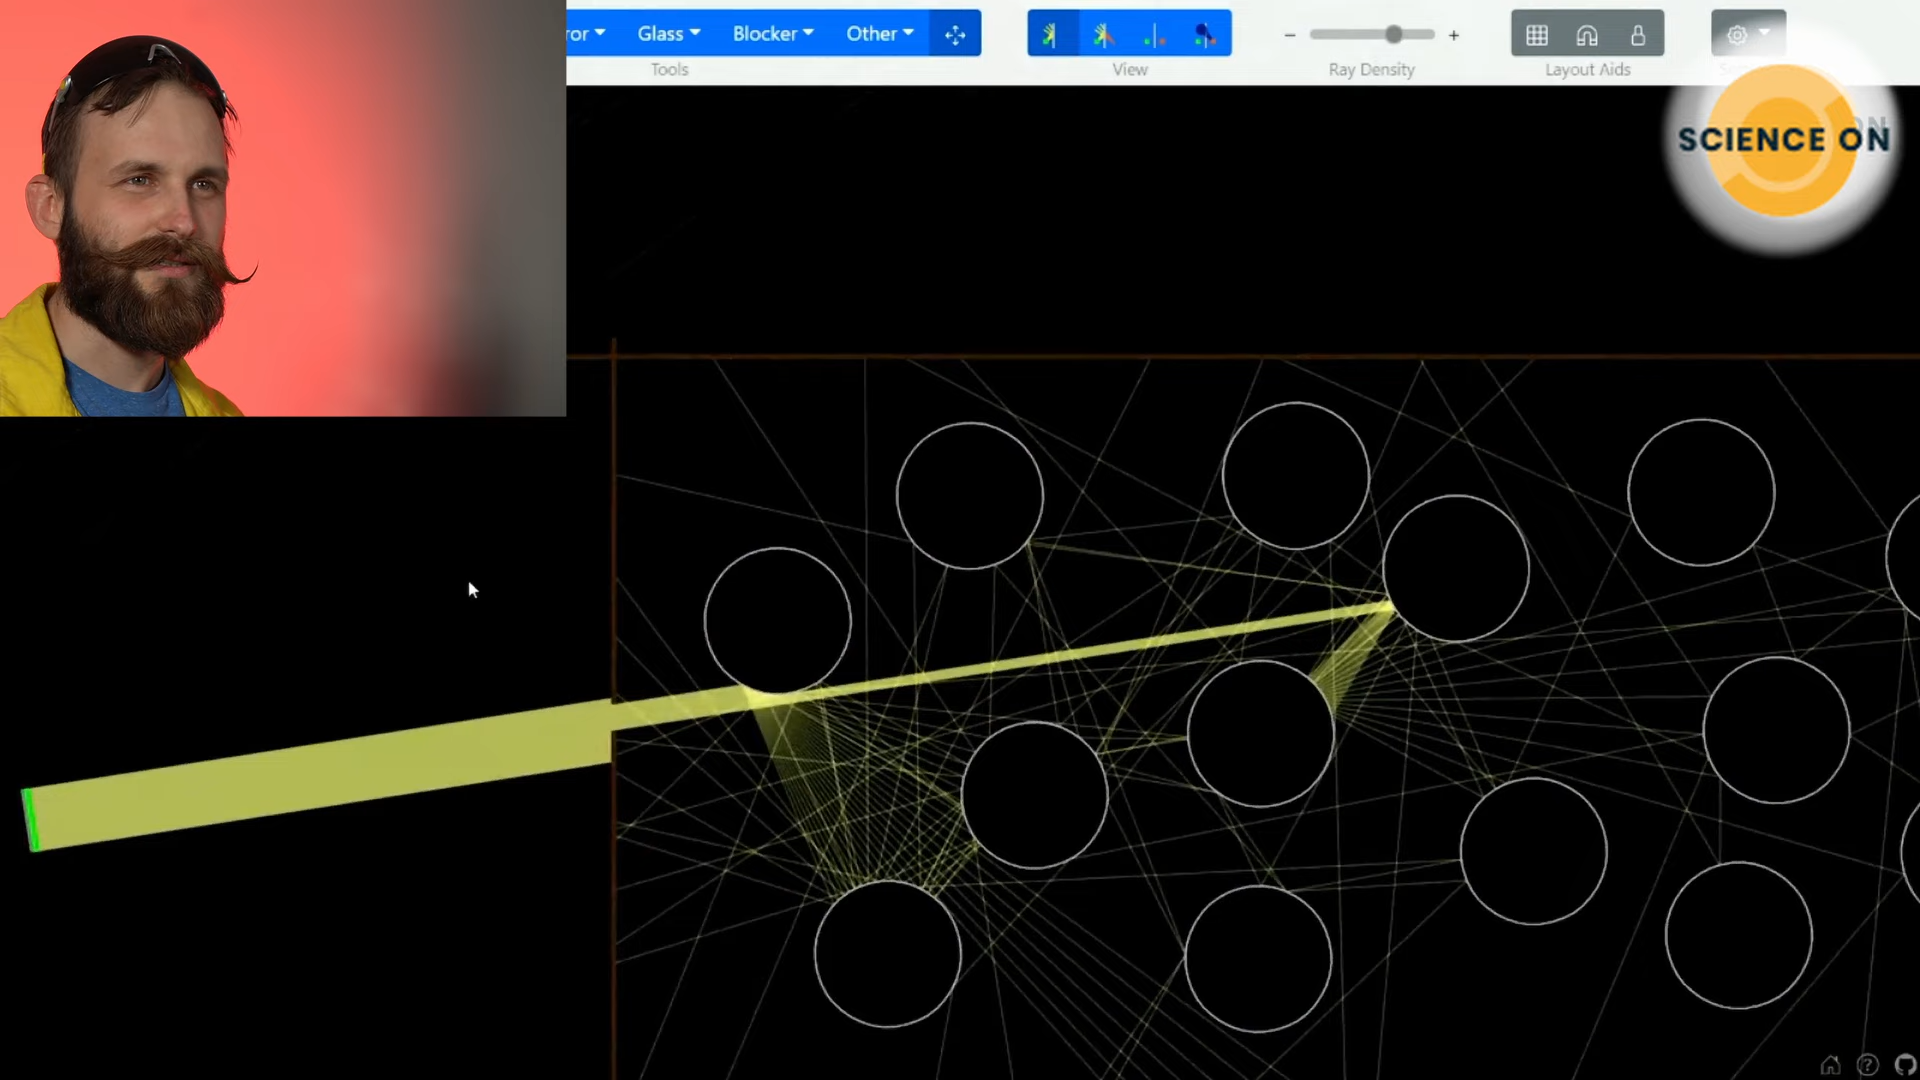 ror Glass Blocker Other
Tools
View
− +
Ray Density
Layout Aids
SCIENCE ON